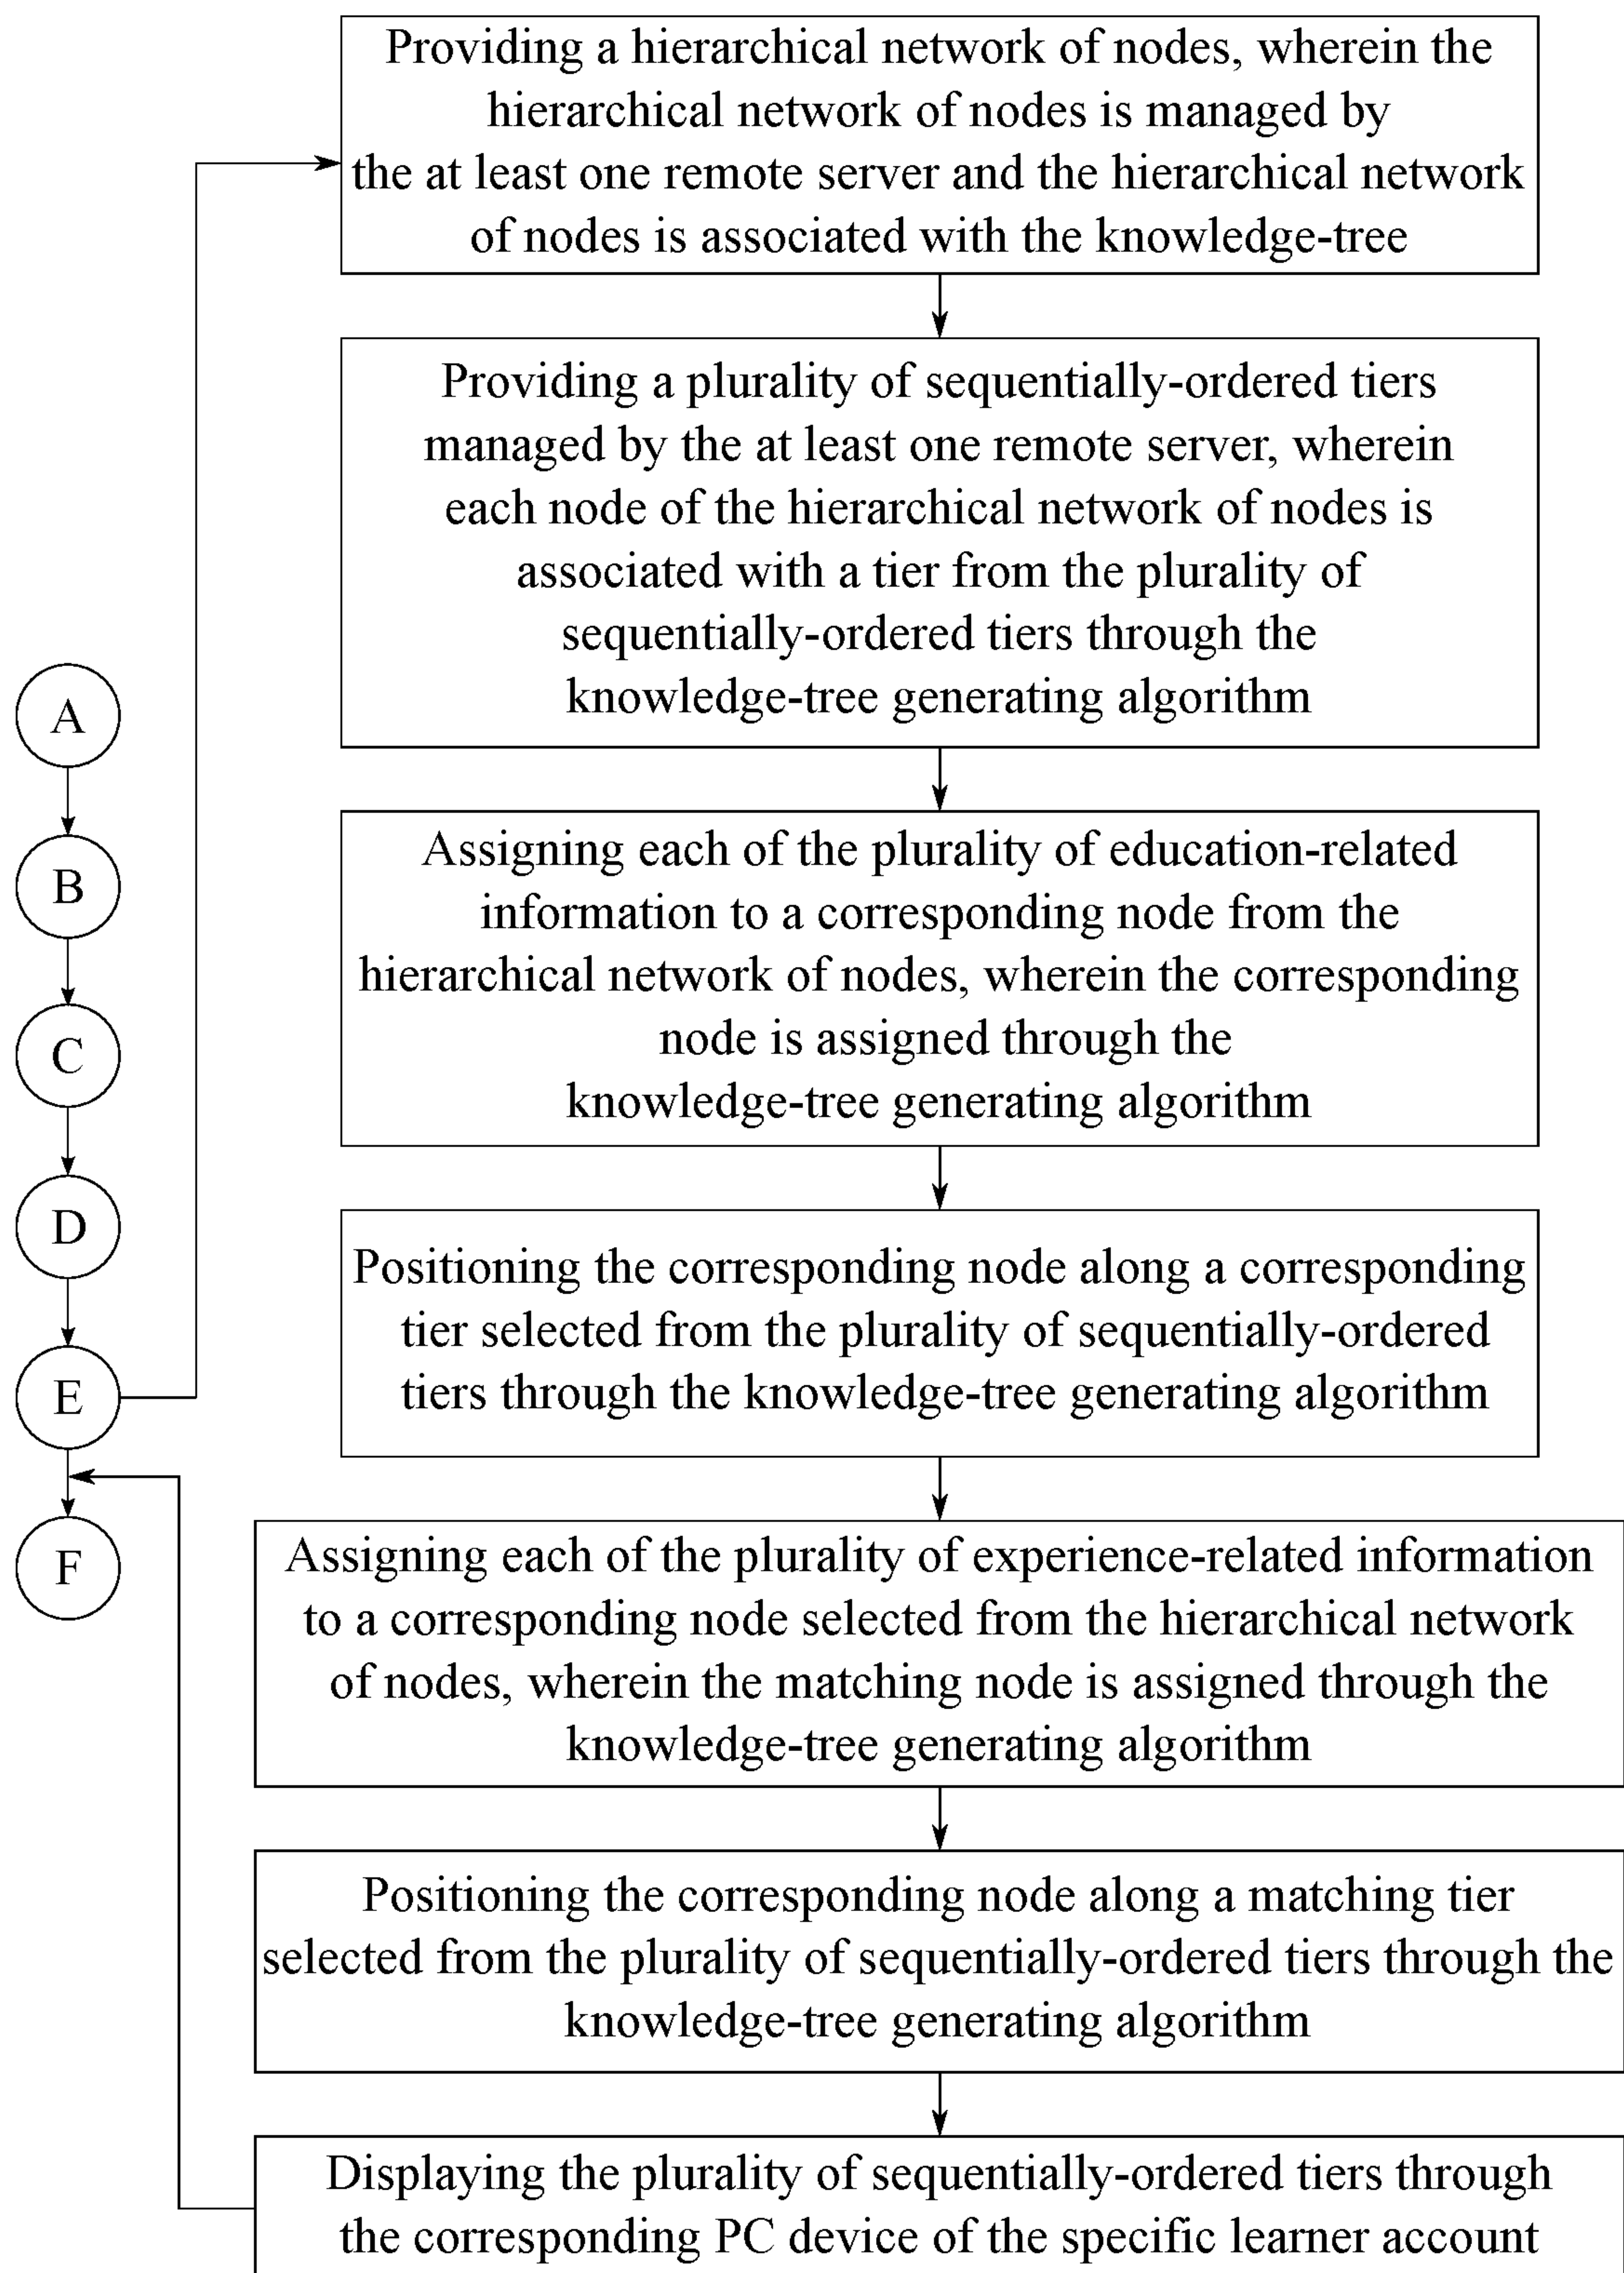 Providing a hierarchical network of nodes, wherein the
hierarchical network of nodes is managed by
the at least one remote server and the hierarchical network
of nodes is associated with the knowledge-tree
Providing a plurality of sequentially-ordered tiers
managed by the at least one remote server, wherein
each node of the hierarchical network of nodes is
associated with a tier from the plurality of
sequentially-ordered tiers through the
knowledge-tree generating algorithm
A
B
C
D
E
F
Assigning each of the plurality of education-related
information to a corresponding node from the
hierarchical network of nodes, wherein the corresponding
node is assigned through the
knowledge-tree generating algorithm
Positioning the corresponding node along a corresponding
tier selected from the plurality of sequentially-ordered
tiers through the knowledge-tree generating algorithm
Assigning each of the plurality of experience-related information
to a corresponding node selected from the hierarchical network
of nodes, wherein the matching node is assigned through the
knowledge-tree generating algorithm
Positioning the corresponding node along a matching tier
selected from the plurality of sequentially-ordered tiers through the
knowledge-tree generating algorithm
Displaying the plurality of sequentially-ordered tiers through
the corresponding PC device of the specific learner account